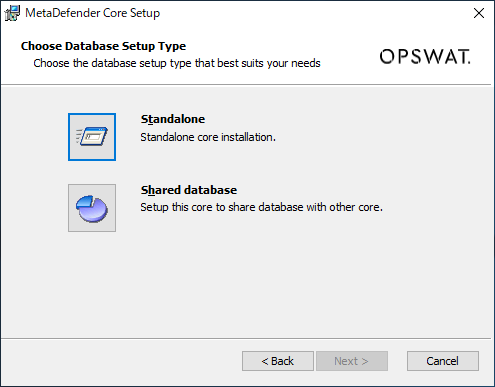 MetaDefender Core Setup
Choose Database Setup Type
Choose the database setup type that best suits your needs
OPSWAT.
Standalone
Standalone core installation.
Shared database
Setup this core to share database with other core.
< Back
Next >
Cancel